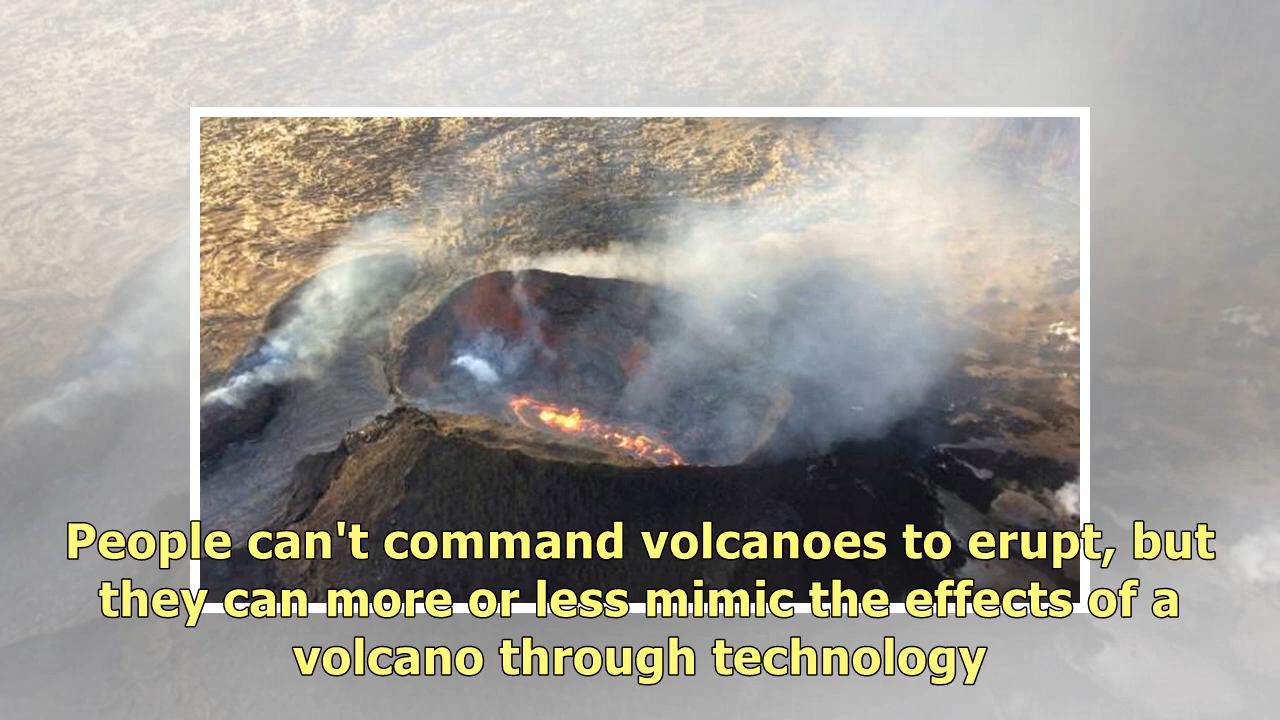 People can't command volcanoes to erupt, but
they can more or less mimic the effects of a
volcano through technology